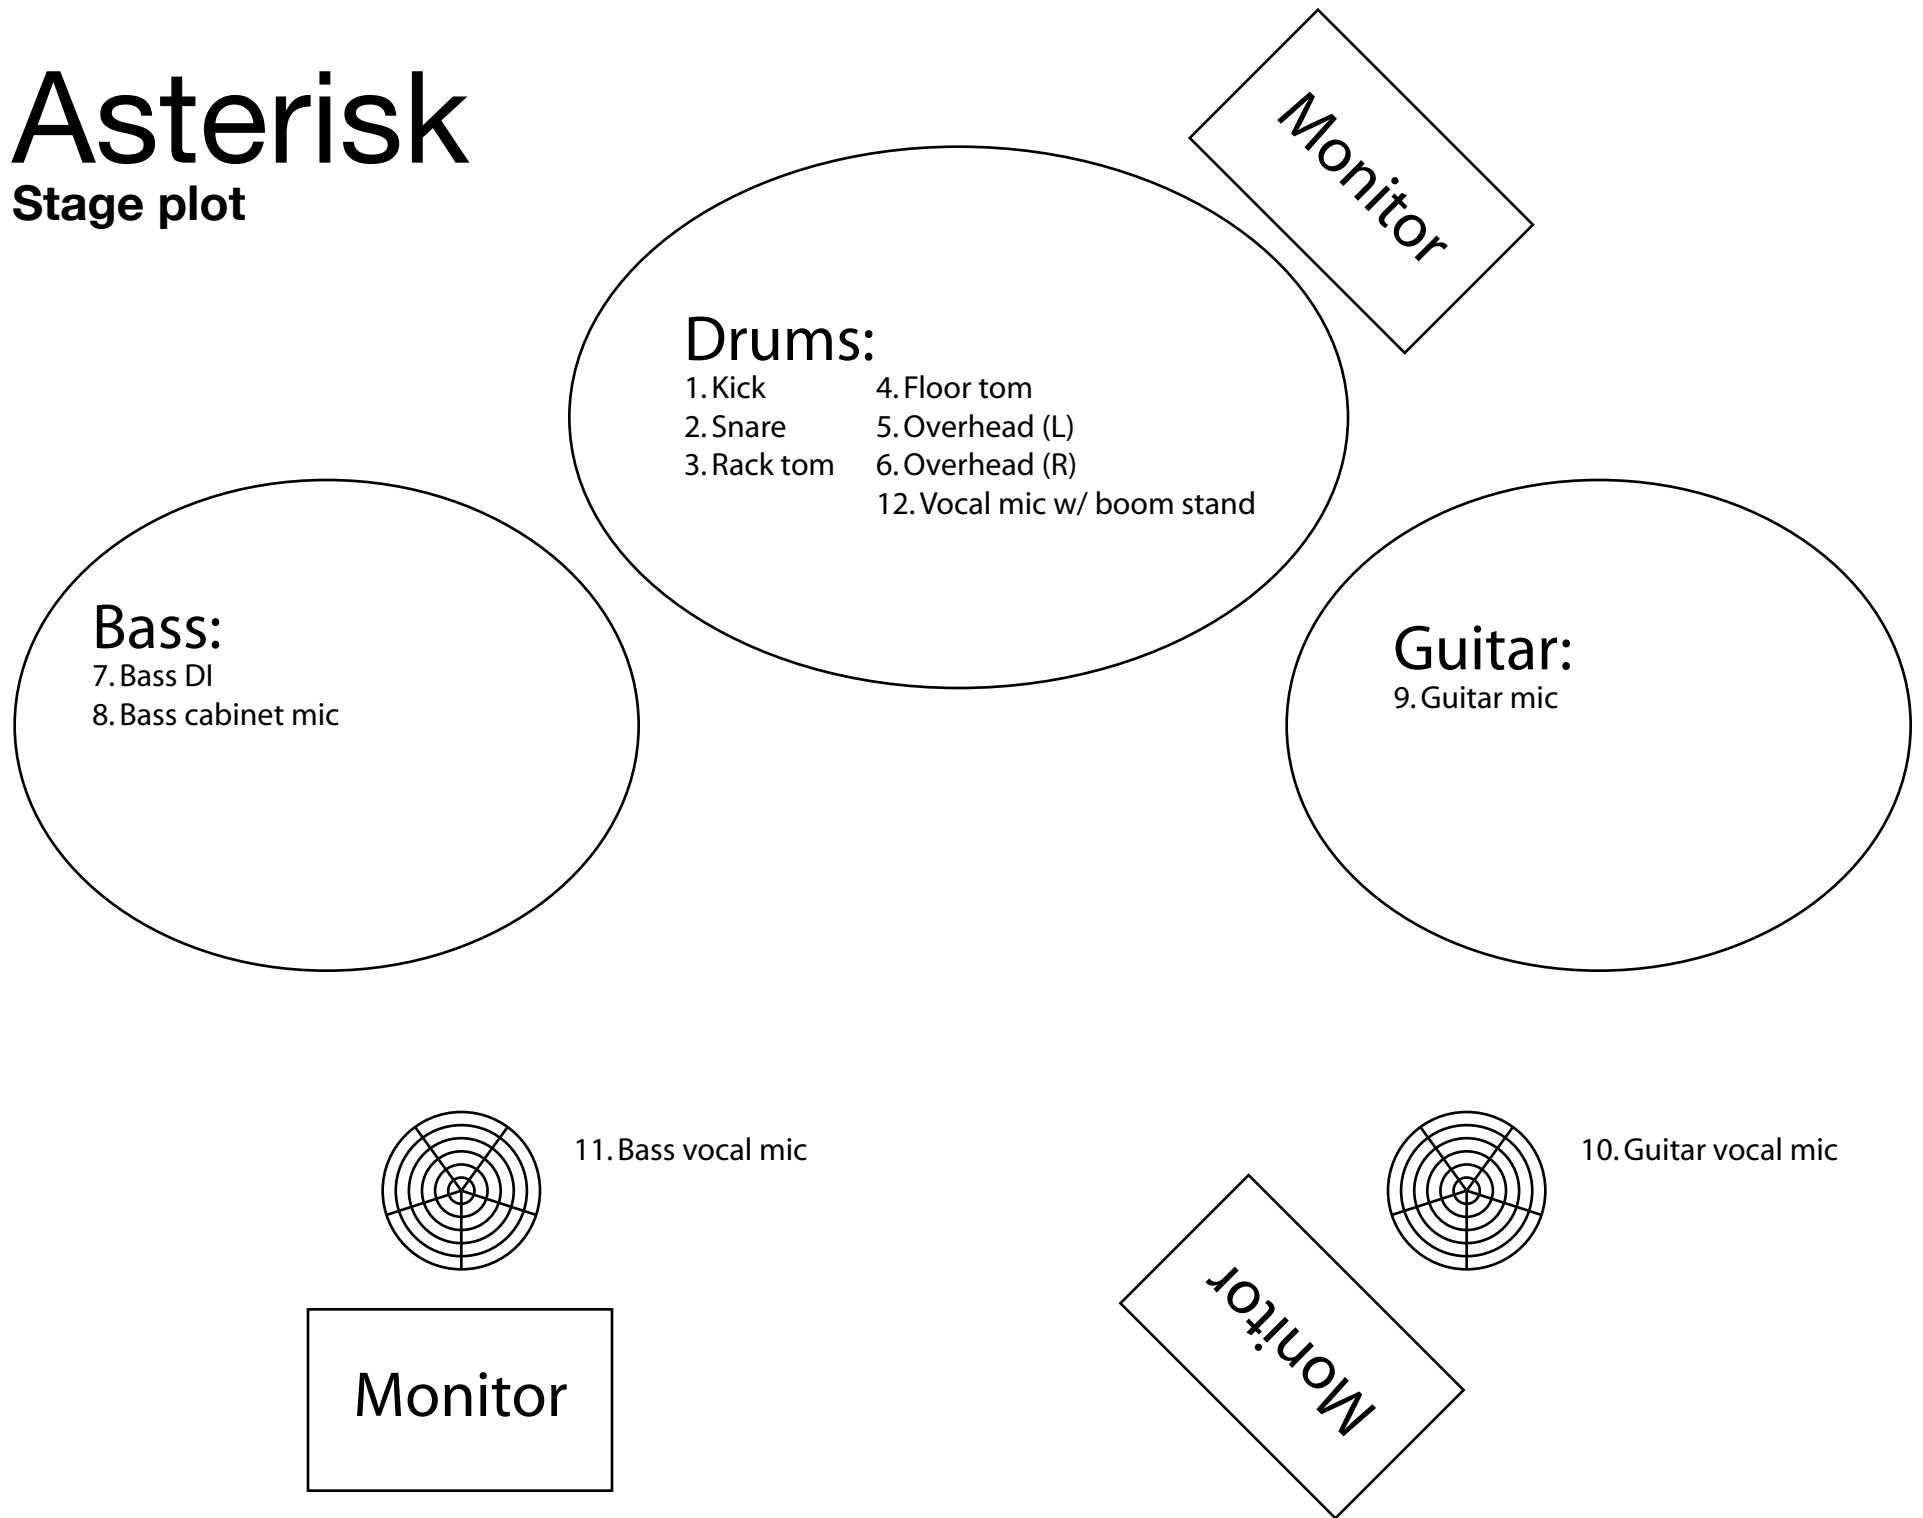 Asterisk
Stage plot
Monitor
Drums:
1. Kick
2. Snare
3. Rack tom
4. Floor tom
5. Overhead (L)
6. Overhead (R)
12. Vocal mic w/ boom stand
Bass:
7. Bass DI
8. Bass cabinet mic
Guitar:
9. Guitar mic
11. Bass vocal mic
10. Guitar vocal mic
Monitor
Monitor